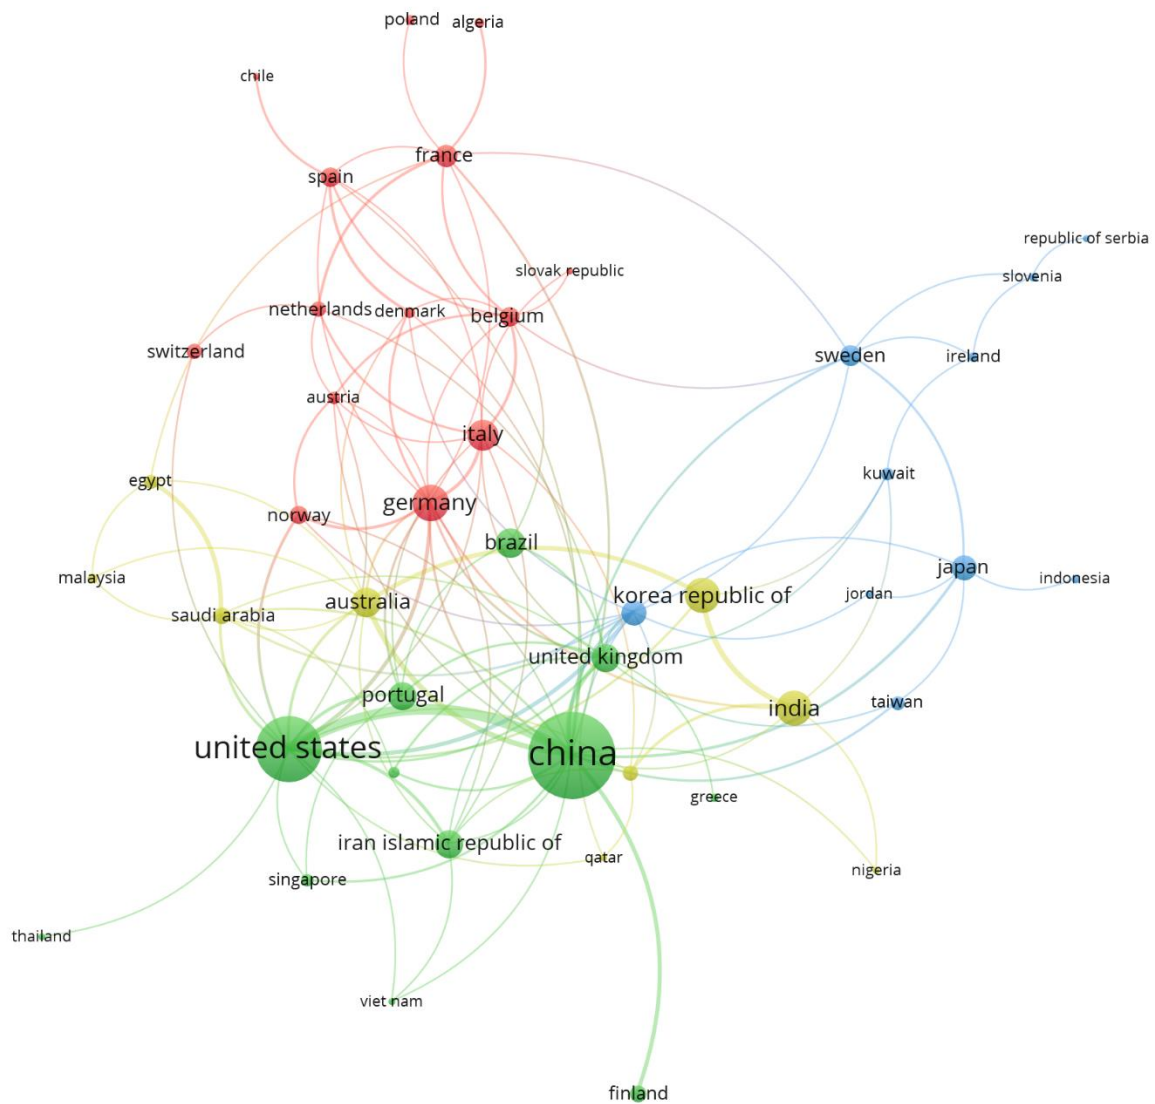 poland
algeria
chile
france
spain
republic of serbia
slovak republic
slovenia
netherlands
denmark
belgium
switzerland
sweden
ireland
austria
italy
kuwait
egypt
germany
norway
brazil
malaysia
japan
indonesia
saudi arabia
australia
korea republic of
jordan
united kingdom
portugal
india
taiwan
united states
china
greece
iran islamic republic of
qatar
nigeria
singapore
thailand
viet nam
finland